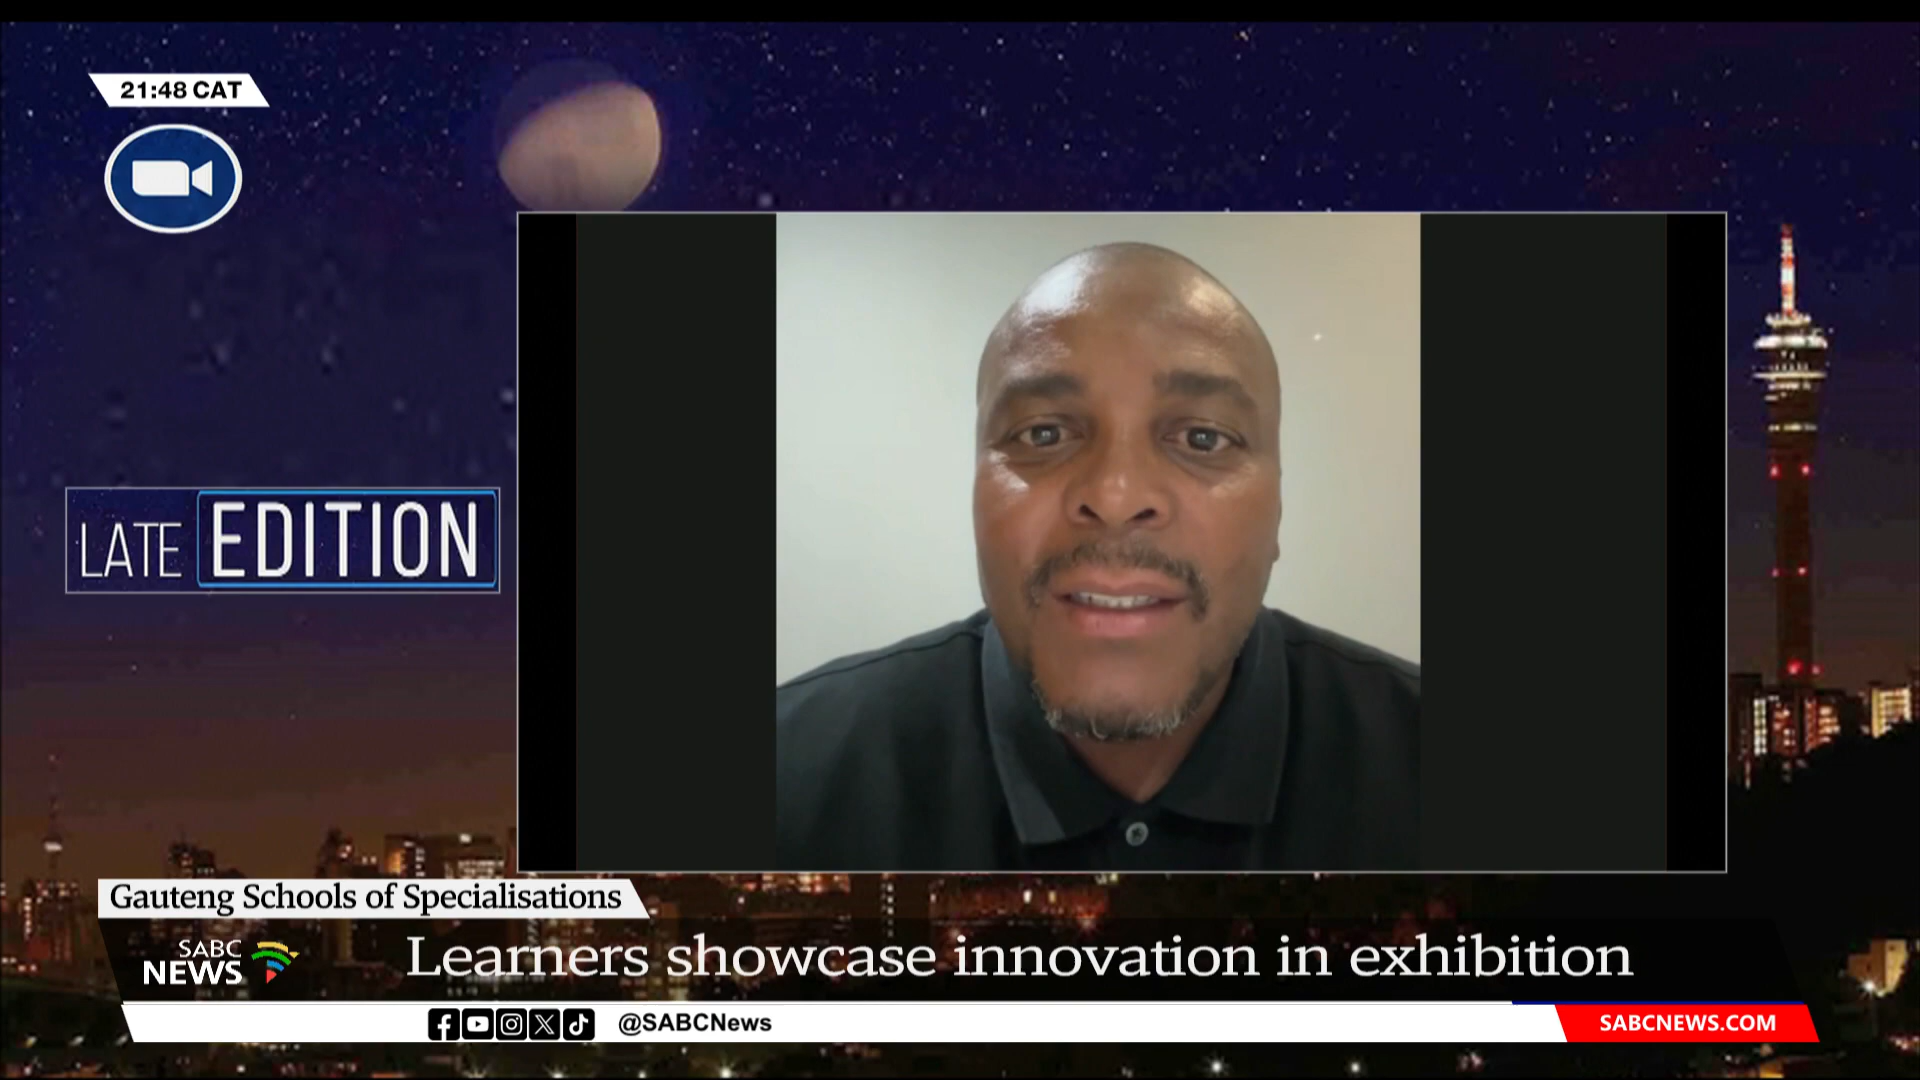 21:48 CAT
LATE EDITION
Gauteng Schools of Specialisations
SABC
NEWS
Learners showcase innovation in exhibition
@SABCNews
SABCNEWS.COM